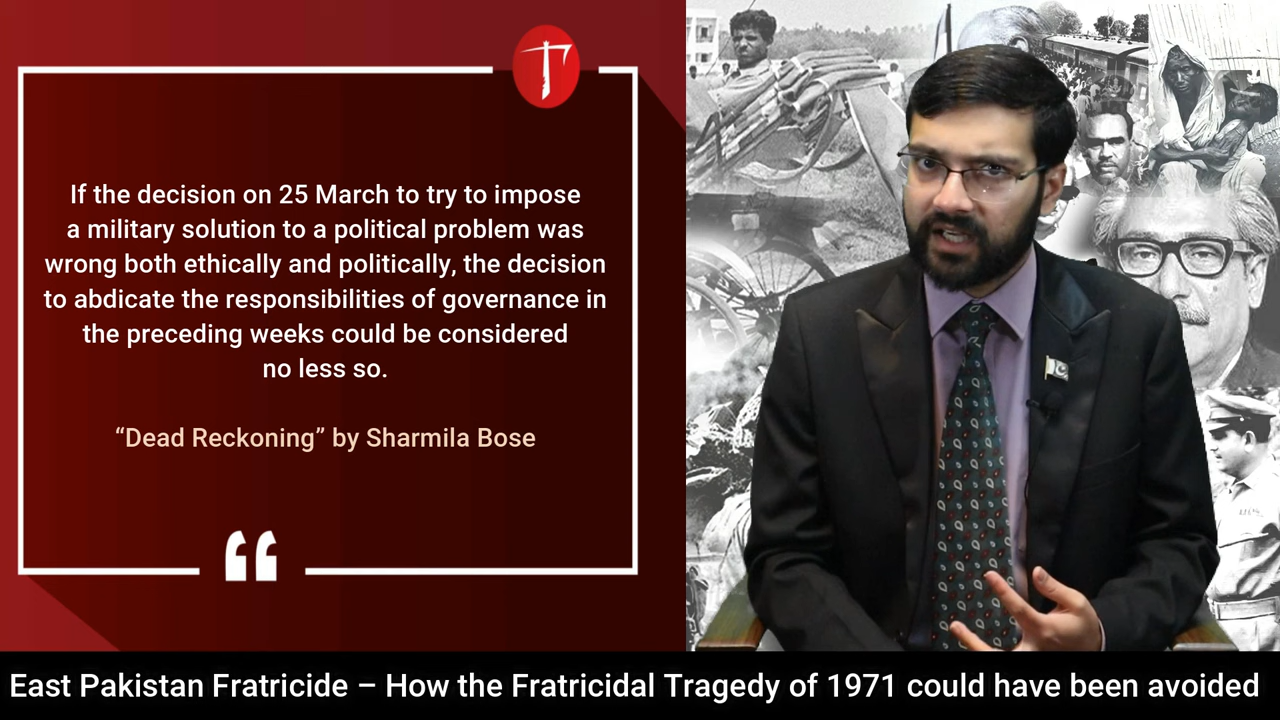 If the decision on 25 March to try to impose
a military solution to a political problem was
wrong both ethically and politically, the decision
to abdicate the responsibilities of governance in
the preceding weeks could be considered
no less so.
“Dead Reckoning” by Sharmila Bose
East Pakistan Fratricide – How the Fratricidal Tragedy of 1971 could have been avoided